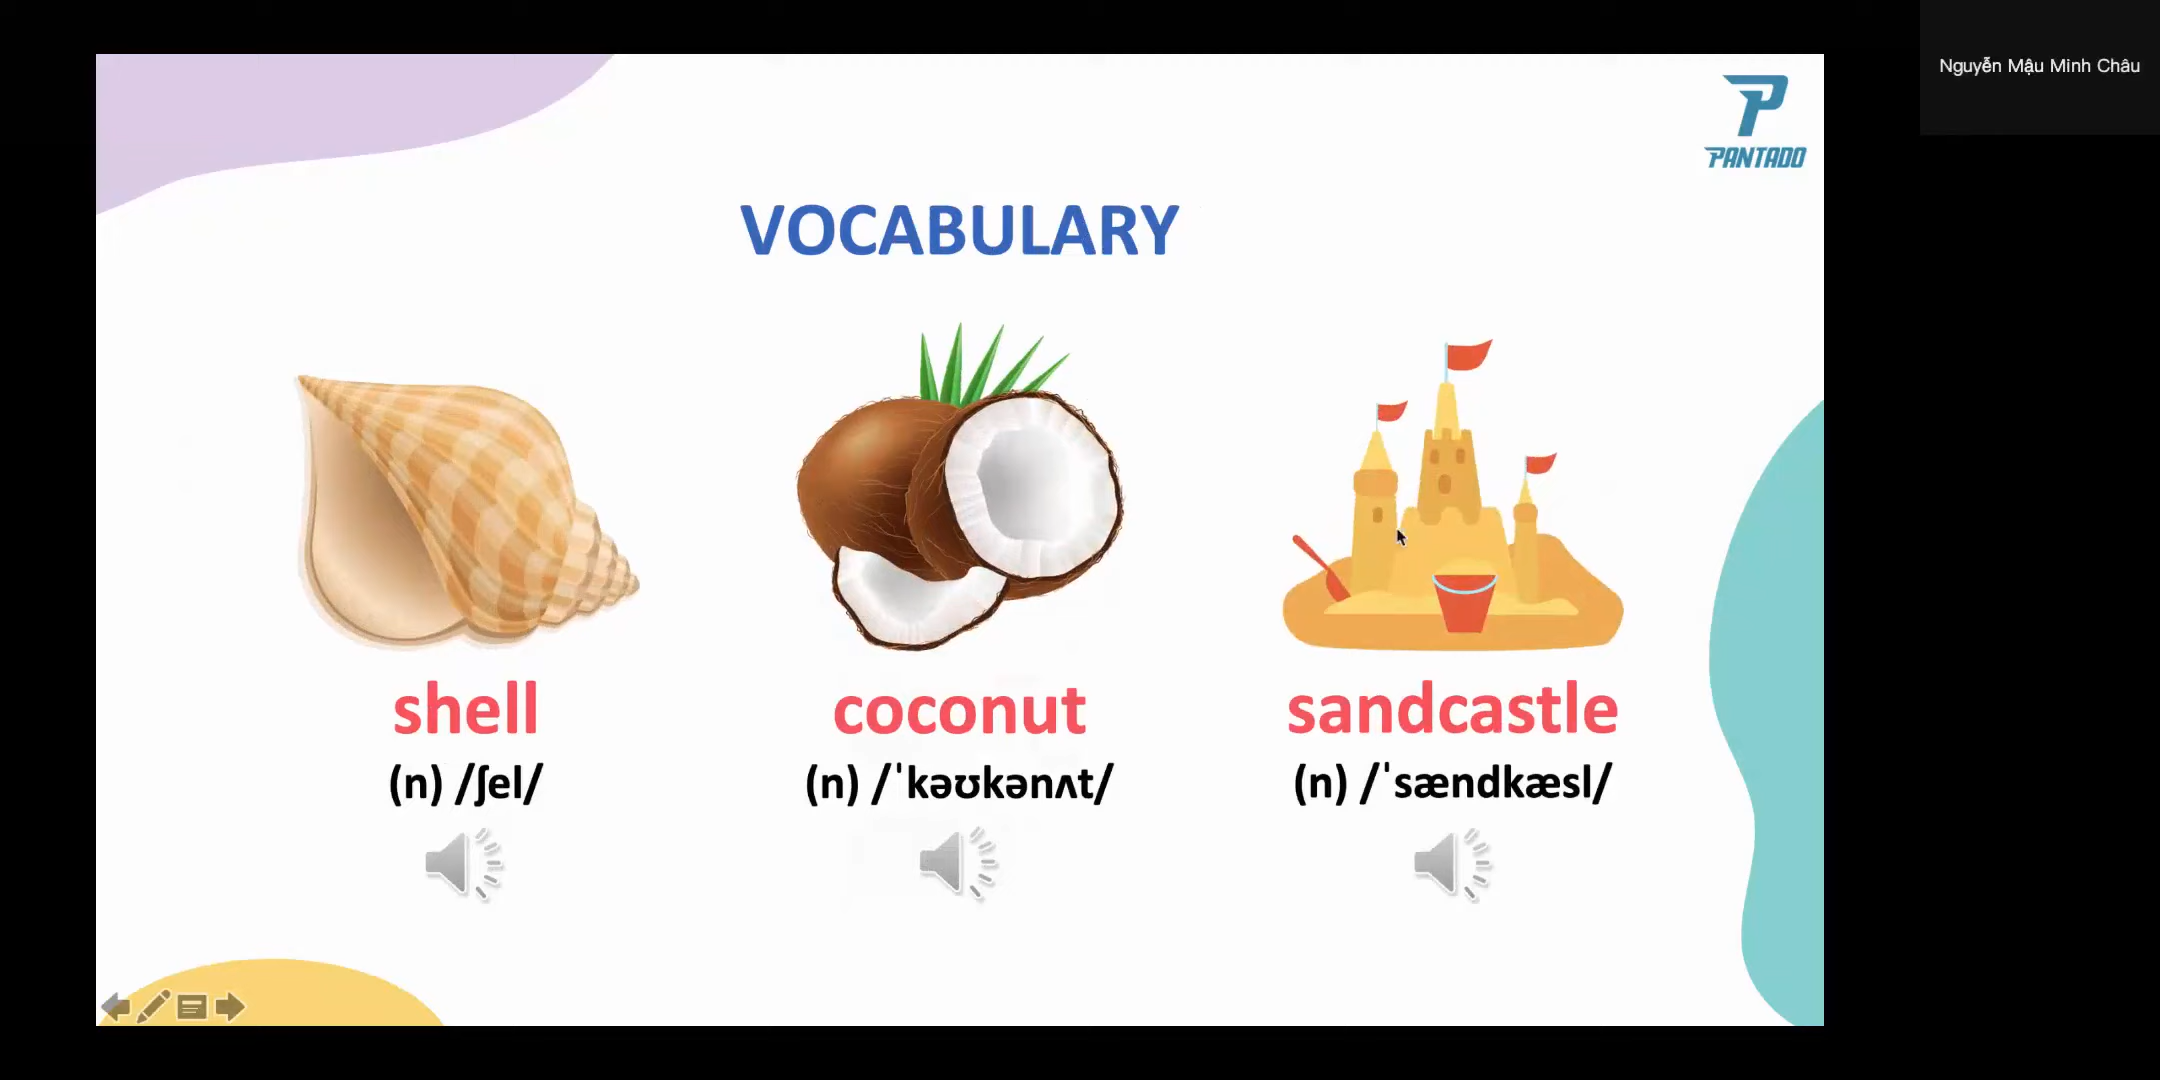 Nguyễn Mậu Minh Châu
PANTADO
VOCABULARY
shell
(n) /ʃel/
coconut
(n) /ˈkəʊkənʌt/
sandcastle
(n) /ˈsændkæsl/